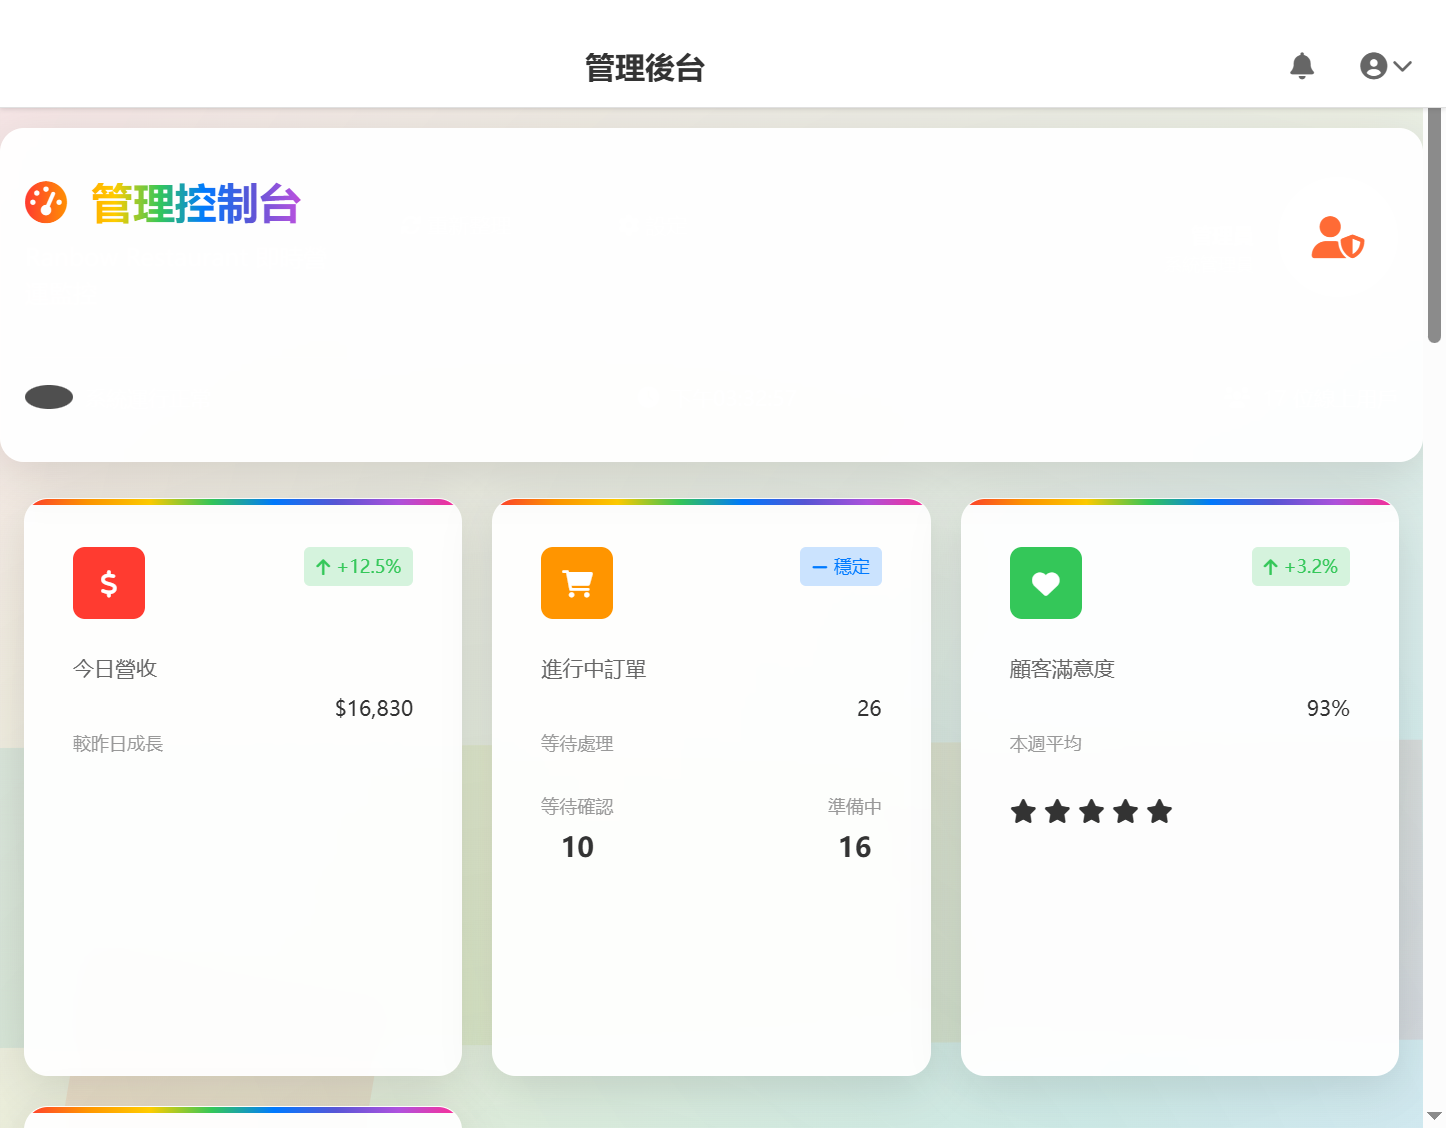 管理後台
管理控制台
+12.5%
今日營收
$16,830
較昨日成長
穩定
進行中訂單
26
等待處理
等待確認
準備中
10
16
+3.2%
顧客滿意度
93%
本週平均